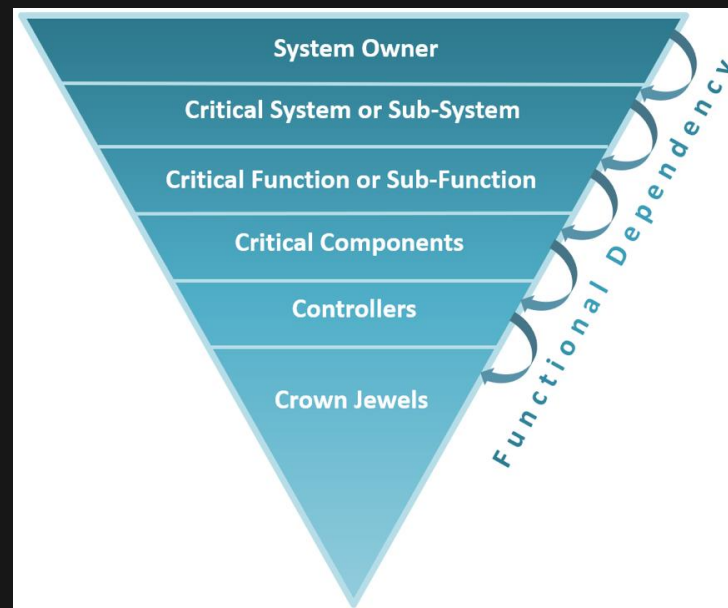 System Owner
Critical System or Sub-System
Critical Function or Sub-Function
Critical Components
Controllers
Crown Jewels
Functional Dependency